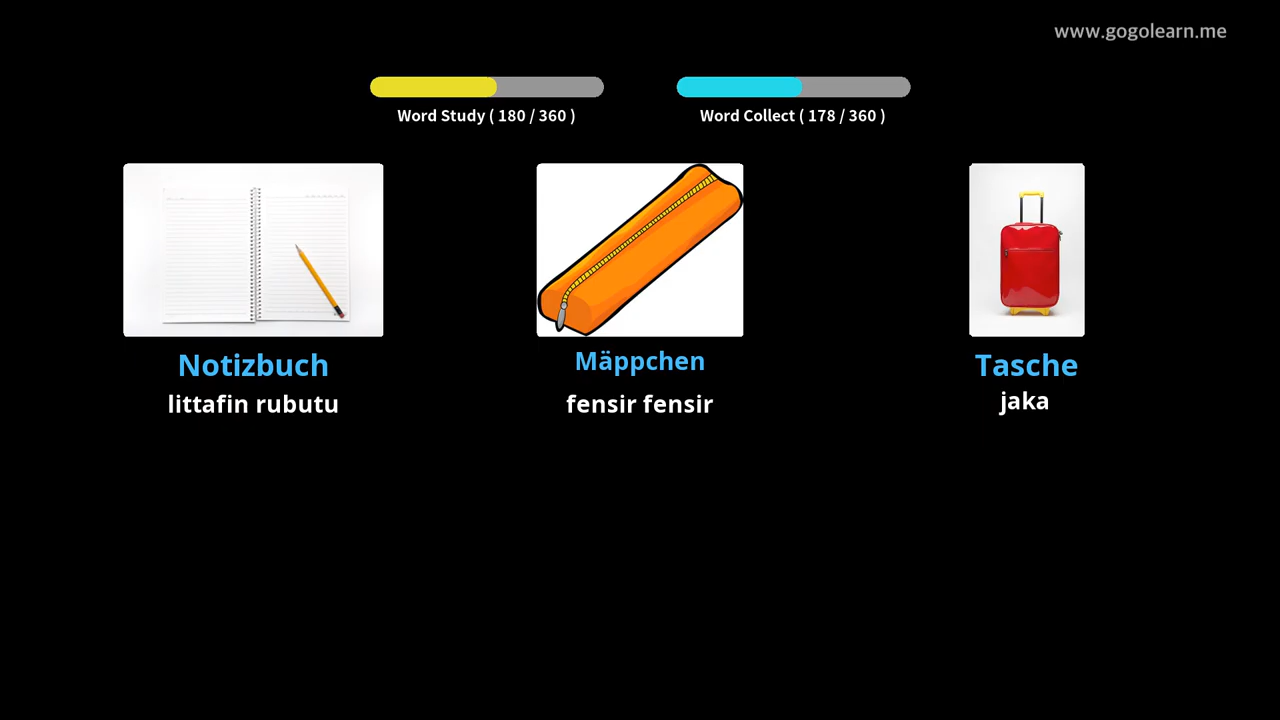 www.gogolearn.me
Word Study ( 180 / 360 )
Word Collect ( 178 / 360 )
Notizbuch
littafin rubutu
Mäppchen
fensir fensir
Tasche
jaka